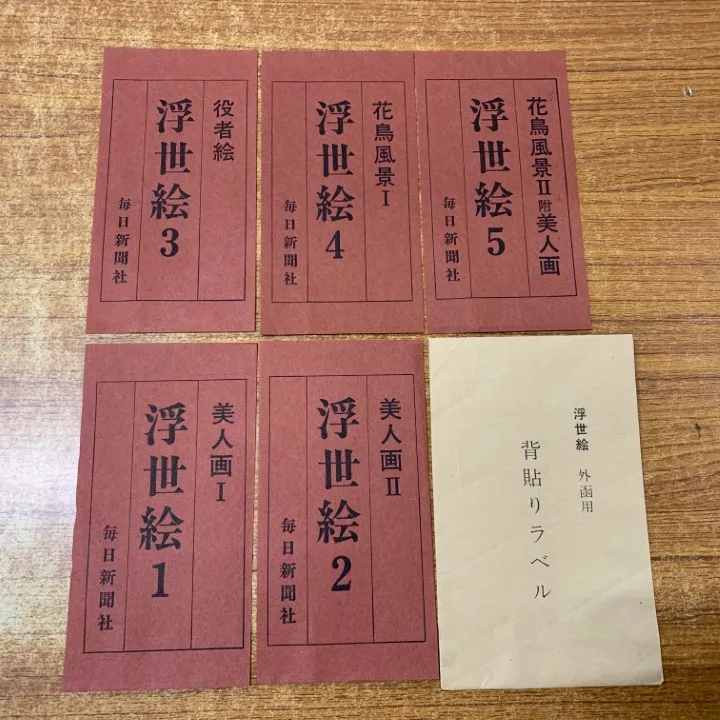 役者絵
浮世絵3
毎日新聞社
花鳥風景Ⅰ
浮世絵4
毎日新聞社
花鳥風景Ⅱ附美人画
浮世絵5
毎日新聞社
美人画Ⅰ
浮世絵1
毎日新聞社
美人画Ⅱ
浮世絵2
毎日新聞社
浮世絵 外函用
背貼りラベル